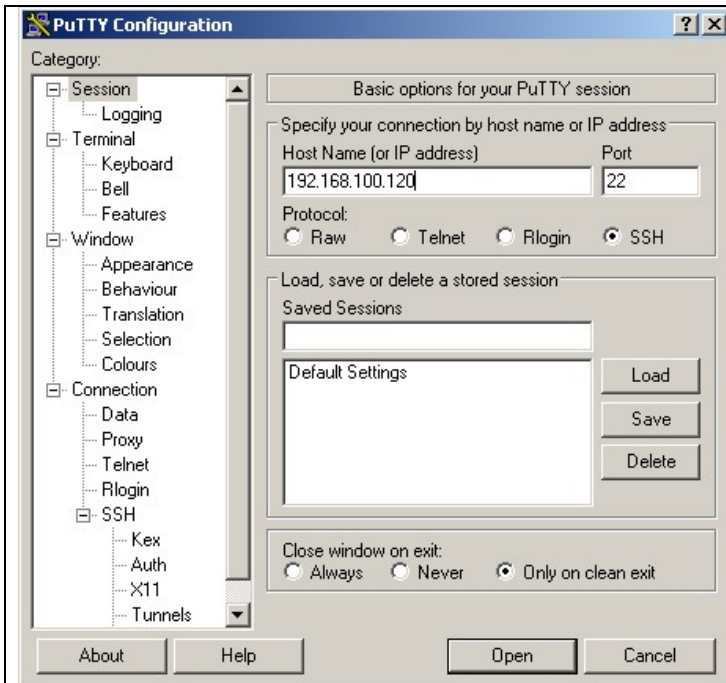 PuTTY Configuration
Category:
Session
Logging
Terminal
Keyboard
Bell
Features
Window
Appearance
Behaviour
Translation
Selection
Colours
Connection
Data
Proxy
Telnet
Rlogin
SSH
Kex
Auth
X11
Tunnels
Basic options for your PuTTY session
Specify your connection by host name or IP address
Host Name (or IP address) Port
192.168.100.120 22
Protocol:
Raw Telnet Rlogin SSH
Load, save or delete a stored session
Saved Sessions
Default Settings
Load
Save
Delete
Close window on exit:
Always Never Only on clean exit
About Help Open Cancel